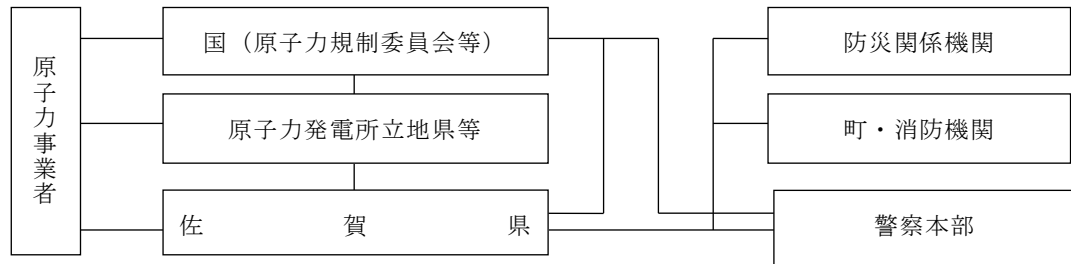 原子力事業者
国（原子力規制委員会等）
原子力発電所立地県等
佐賀県
防災関係機関
町・消防機関
警察本部